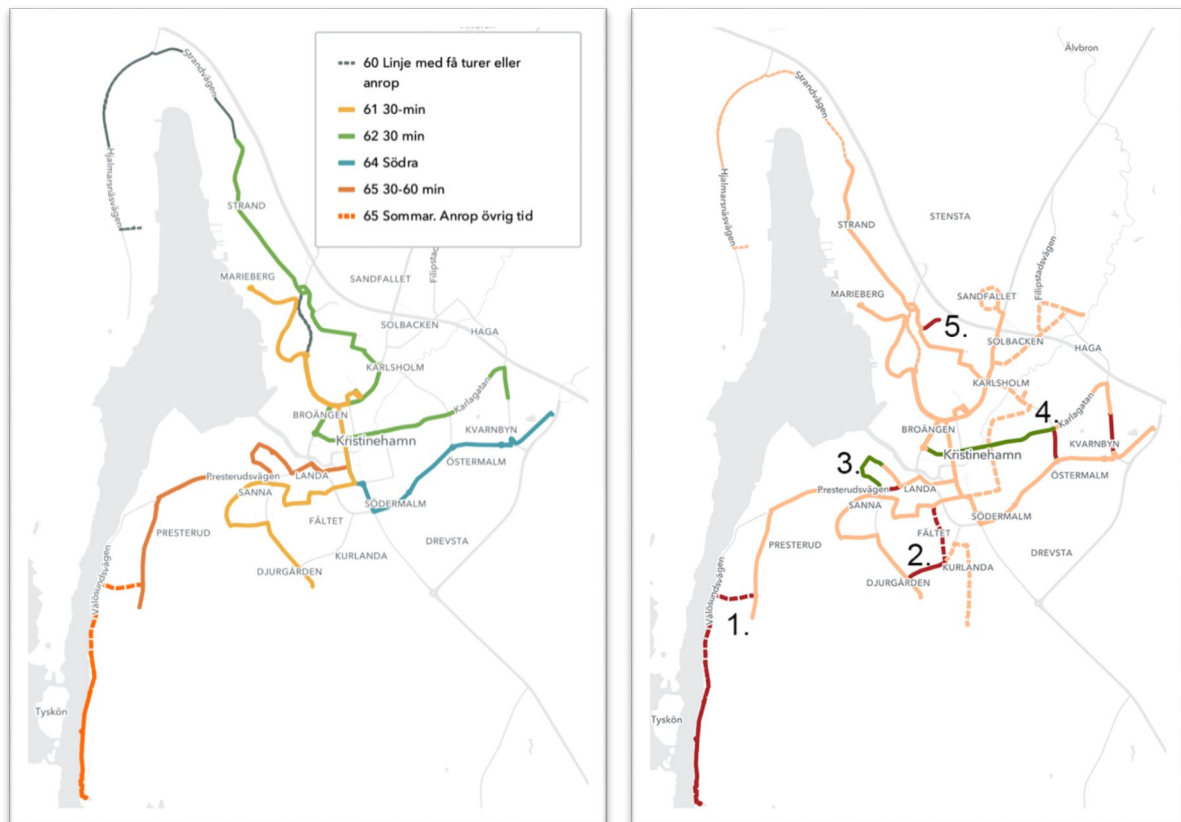 60 Linje med få turer eller
anrop
61 30-min
62 30 min
64 Södra
65 30-60 min
65 Sommar. Anrop övrig tid
Strandvägen
Hjalmarsnäsvägen
STRAND
MARIEBERG
SANDFALLET
Filipstadsvägen
SOLBACKEN
HAGA
KARLSHOLM
BROÄNGEN
Karlagatan
Kristinehamn
KVARNBYN
ÖSTERMALM
Presterudsvägen
LANDA
SANNA
SÖDERMALM
FÄLTET
PRESTERUD
DREVSTA
KURLANDA
DJURGÅRDEN
Välösundsvägen
Tyskön
Älvbron
Strandvägen
Hjalmarsnäsvägen
STENSTA
STRAND
Filipstadsvägen
MARIEBERG
SANDFALLET
5.
SOLBACKEN
HAGA
KARLSHOLM
4.
Karlagatan
BROÄNGEN
KVARNBYN
Kristinehamn
3.
ÖSTERMALM
Presterudsvägen
LANDA
SANNA
SÖDERMALM
FÄLTET
PRESTERUD
DREVSTA
2.
KURLANDA
DJURGÅRDEN
Välösundsvägen
1.
Tyskön